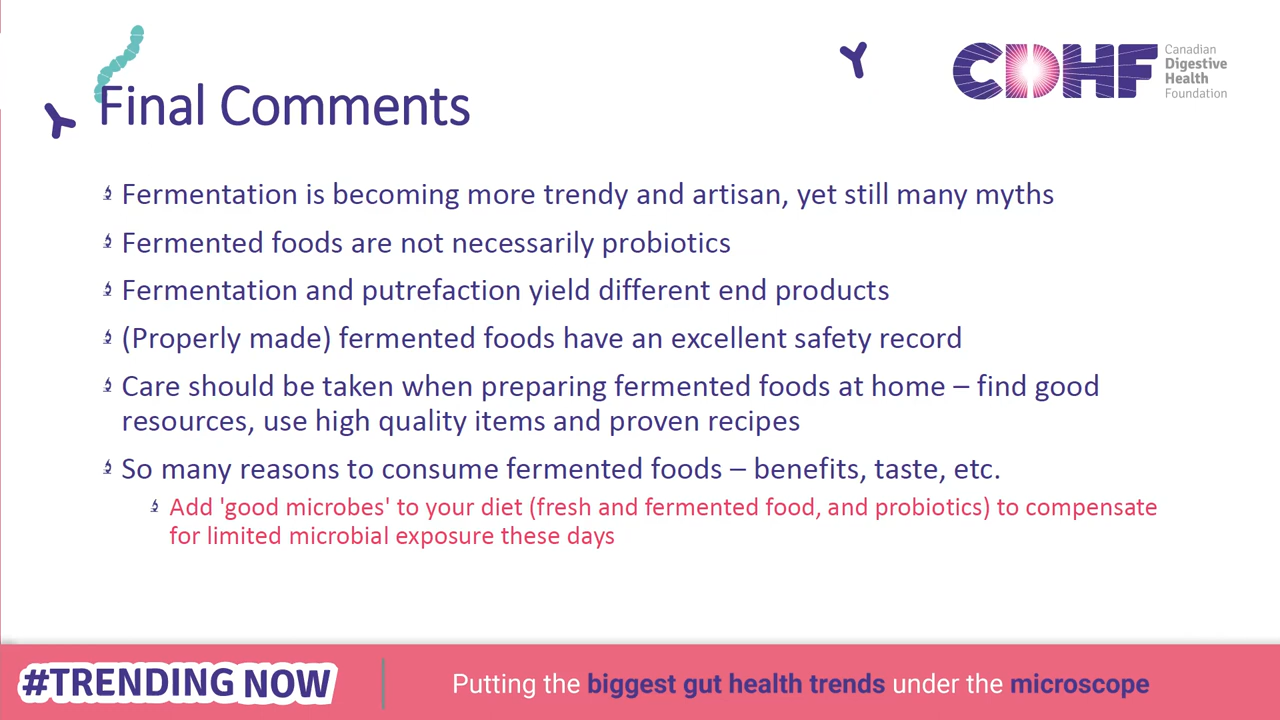 CDHF
Canadian
Digestive
Health
Foundation
Final Comments
Fermentation is becoming more trendy and artisan, yet still many myths
Fermented foods are not necessarily probiotics
Fermentation and putrefaction yield different end products
(Properly made) fermented foods have an excellent safety record
Care should be taken when preparing fermented foods at home – find good
resources, use high quality items and proven recipes
So many reasons to consume fermented foods – benefits, taste, etc.
Add 'good microbes' to your diet (fresh and fermented food, and probiotics) to compensate
for limited microbial exposure these days
#TRENDING NOW
Putting the biggest gut health trends under the microscope